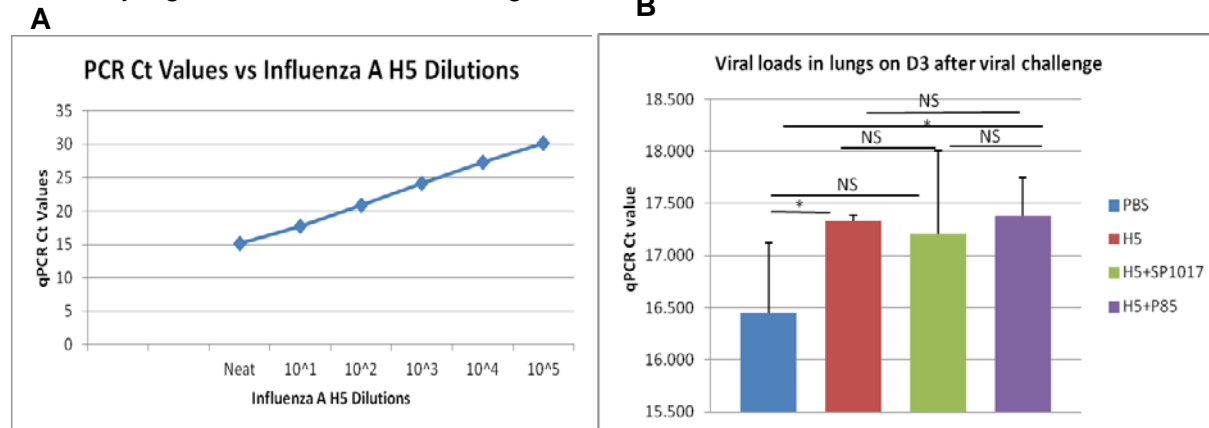 A
PCR Ct Values vs Influenza A H5 Dilutions
35
30
25
20
15
10
5
0
qPCR Ct Values
Neat 10^1 10^2 10^3 10^4 10^5
Influenza A H5 Dilutions
B
Viral loads in lungs on D3 after viral challenge
18.500
18.000
17.500
17.000
16.500
16.000
15.500
qPCR Ct value
NS
*
NS NS
NS
*
PBS
H5
H5+SP1017
H5+P85